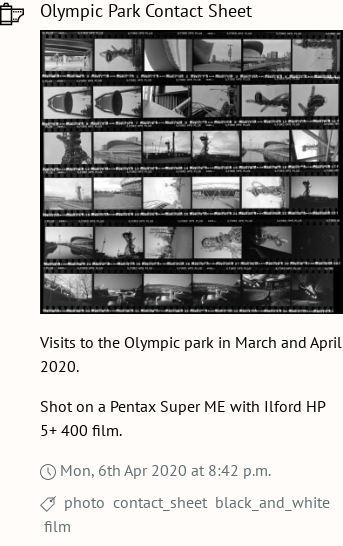 Olympic Park Contact Sheet
Visits to the Olympic park in March and April
2020.
Shot on a Pentax Super ME with Ilford HP
5+ 400 film.
Mon, 6th Apr 2020 at 8:42 p.m.
photo contact_sheet black_and_white
film